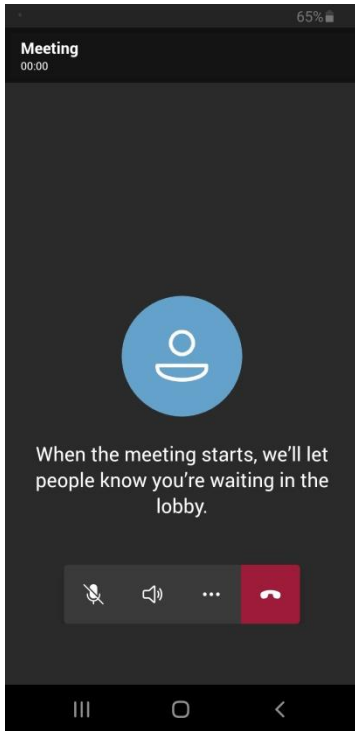 65%
Meeting
00:00
When the meeting starts, we'll let
people know you're waiting in the
lobby.